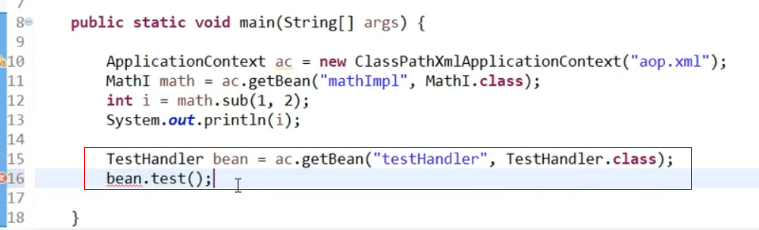 8 public static void main(String[] args) {
9
10 ApplicationContext ac = new ClassPathXmlApplicationContext("aop.xml");
11 MathI math = ac.getBean("mathImpl", MathI.class);
12 int i = math.sub(1, 2);
13 System.out.println(i);
14
15 TestHandler bean = ac.getBean("testHandler", TestHandler.class);
16 bean.test();
17
18 }